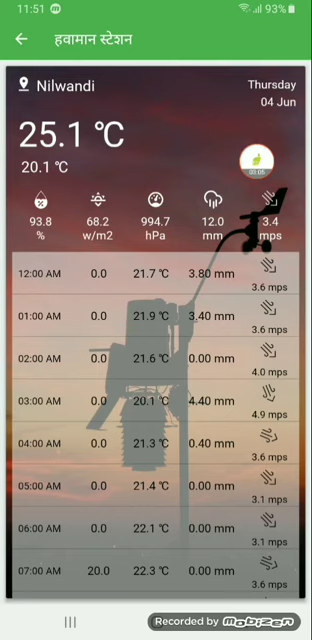 11:51 93%
हवामान स्टेशन
Nilwandi Thursday
04 Jun
25.1 °C
20.1 °C
00:05
93.8 68.2 994.7 12.0 3.4
% w/m2 hPa mm mps
12:00 AM 0.0 21.7 °C 3.80 mm
3.6 mps
01:00 AM 0.0 21.9 °C 3.40 mm
3.6 mps
02:00 AM 0.0 21.6 °C 0.00 mm
4.0 mps
03:00 AM 0.0 20.1 °C 4.40 mm
4.9 mps
04:00 AM 0.0 21.3 °C 0.40 mm
3.6 mps
05:00 AM 0.0 21.4 °C 0.00 mm
3.1 mps
06:00 AM 0.0 22.1 °C 0.00 mm
3.1 mps
07:00 AM 20.0 22.3 °C 0.00 mm
3.6 mps
Recorded by Mobizen